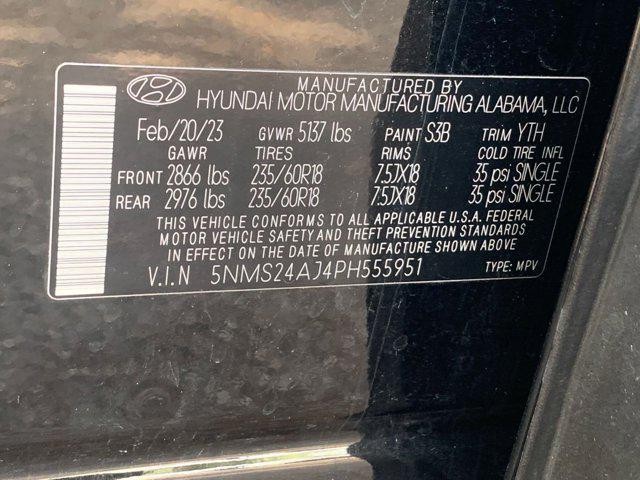 MANUFACTURED BY
HYUNDAI MOTOR MANUFACTURING ALABAMA, LLC
Feb/20/23 GVWR 5137 lbs PAINT S3B TRIM YTH
GAWR TIRES RIMS COLD TIRE INFL
FRONT 2866 lbs 235/60R18 7.5JX18 35 psi SINGLE
REAR 2976 lbs 235/60R18 7.5JX18 35 psi SINGLE
THIS VEHICLE CONFORMS TO ALL APPLICABLE U.S.A. FEDERAL
MOTOR VEHICLE SAFETY AND THEFT PREVENTION STANDARDS
IN EFFECT ON THE DATE OF MANUFACTURE SHOWN ABOVE
V.I.N 5NMS24AJ4PH555951 TYPE: MPV